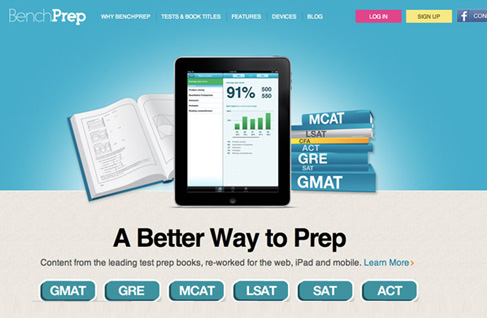 BenchPrep
WHY BENCHPREP
TESTS & BOOK TITLES
FEATURES
DEVICES
BLOG
LOG IN
SIGN UP
f CON
91%
500
550
MCAT
LSAT
CFA
ACT
GRE
SAT
GMAT
A Better Way to Prep
Content from the leading test prep books, re-worked for the web, iPad and mobile. Learn More ›
GMAT
GRE
MCAT
LSAT
SAT
ACT